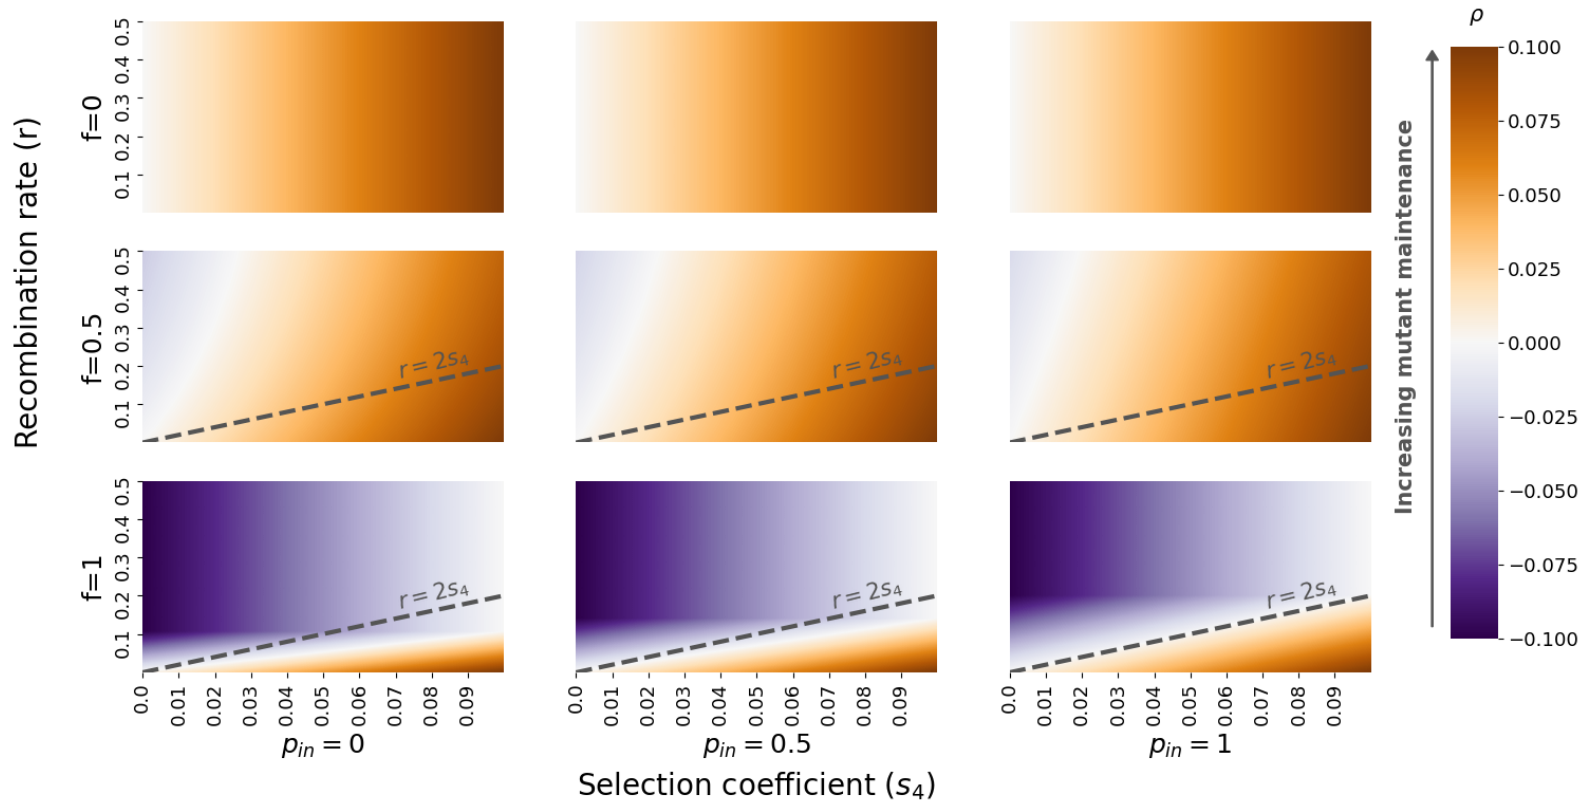 ρ
Increasing mutant maintenance
0.100
0.075
0.050
0.025
0.000
−0.025
−0.050
−0.075
−0.100
Recombination rate (r)
f=0
0.5
0.4
0.3
0.2
0.1
f=0.5
0.5
0.4
0.3
0.2
0.1
r = 2s₄
r = 2s₄
r = 2s₄
f=1
0.5
0.4
0.3
0.2
0.1
r = 2s₄
r = 2s₄
r = 2s₄
0.0 0.01 0.02 0.03 0.04 0.05 0.06 0.07 0.08 0.09
0.0 0.01 0.02 0.03 0.04 0.05 0.06 0.07 0.08 0.09
0.0 0.01 0.02 0.03 0.04 0.05 0.06 0.07 0.08 0.09
p_in = 0
p_in = 0.5
p_in = 1
Selection coefficient (s₄)